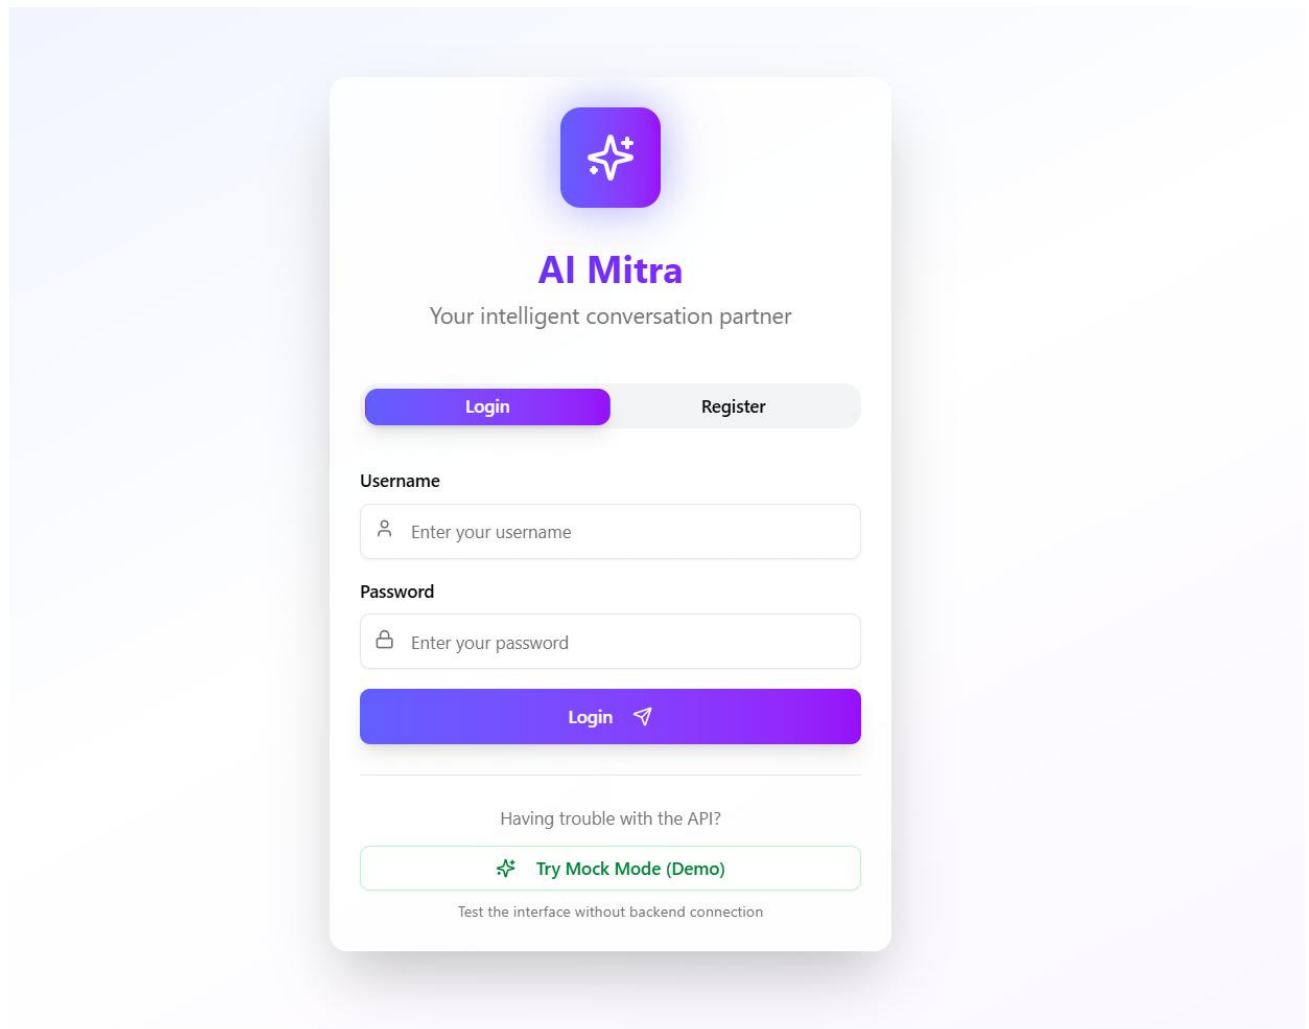 AI Mitra
Your intelligent conversation partner
Login
Register
Username
Enter your username
Password
Enter your password
Login
Having trouble with the API?
Try Mock Mode (Demo)
Test the interface without backend connection